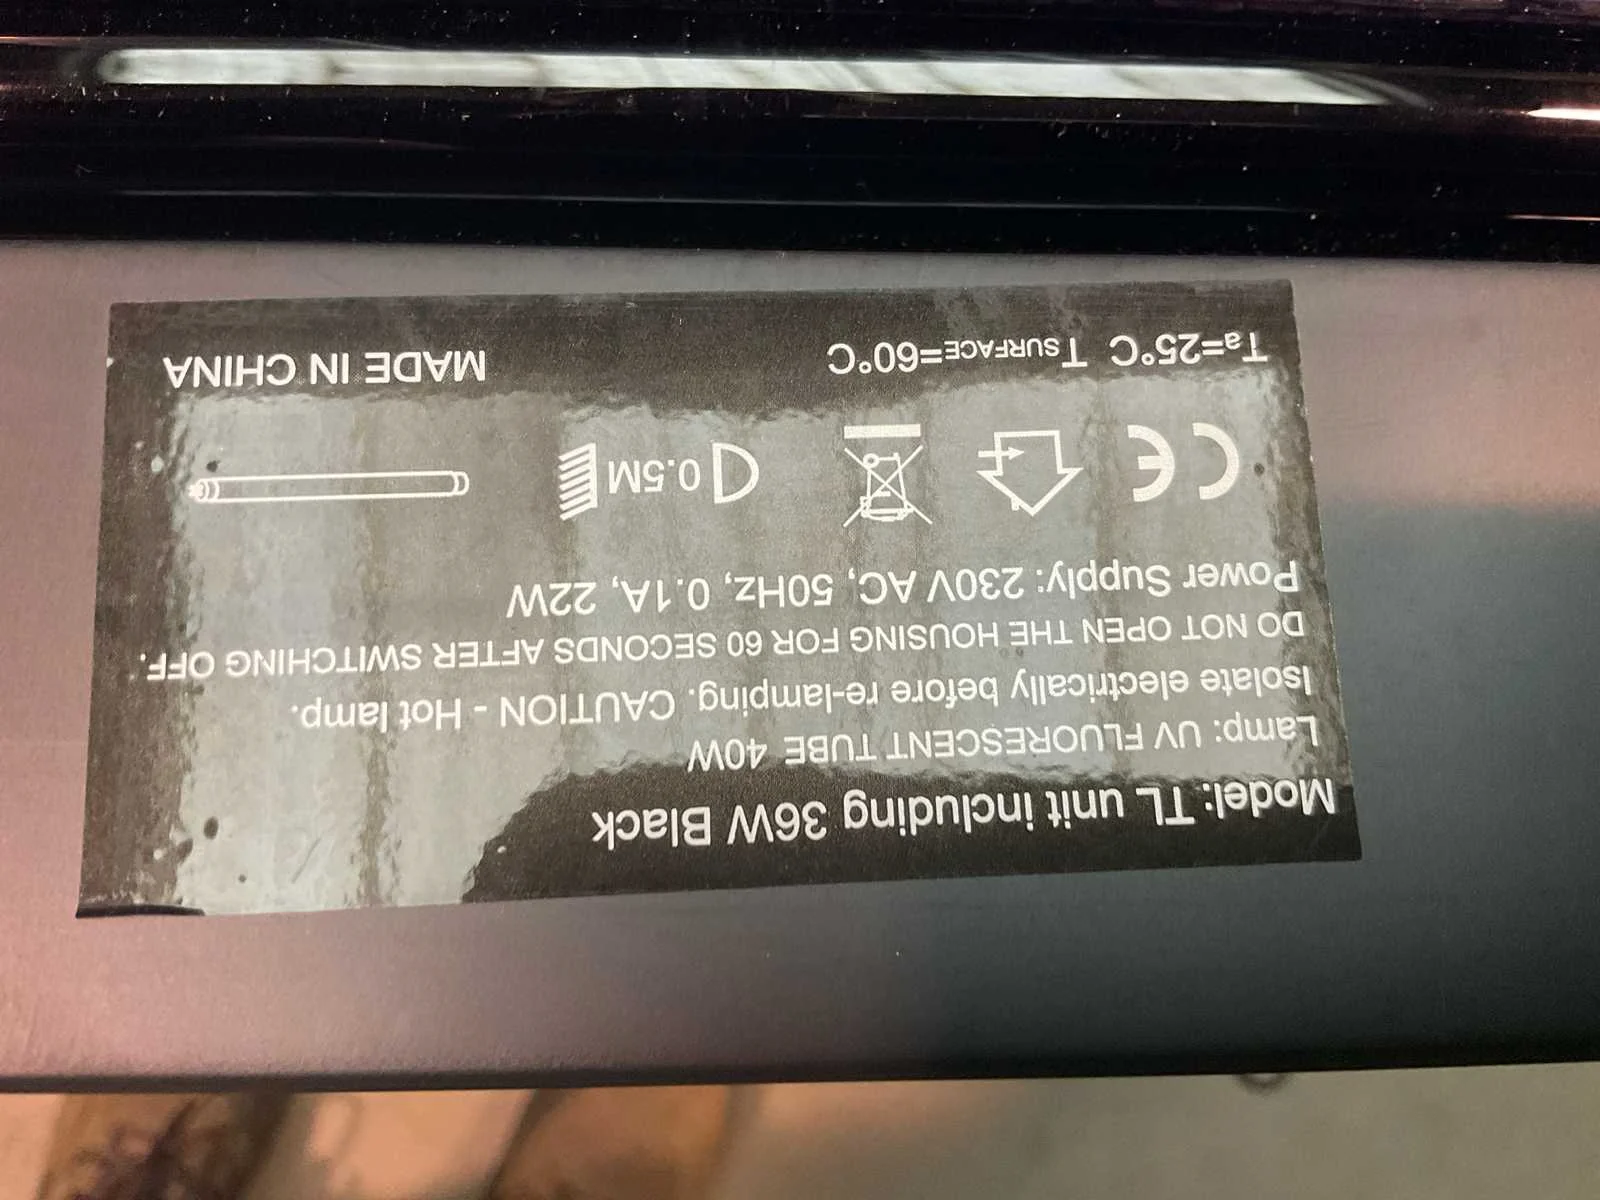 Model: TL unit including 36W Black
Lamp: UV FLUORESCENT TUBE 40W
Isolate electrically before re-lamping. CAUTION - Hot lamp.
DO NOT OPEN THE HOUSING FOR 60 SECONDS AFTER SWITCHING OFF.
Power Supply: 230V AC, 50Hz, 0.1A, 22W
CE
0.5M
Ta=25°C TSURFACE=60°C
MADE IN CHINA